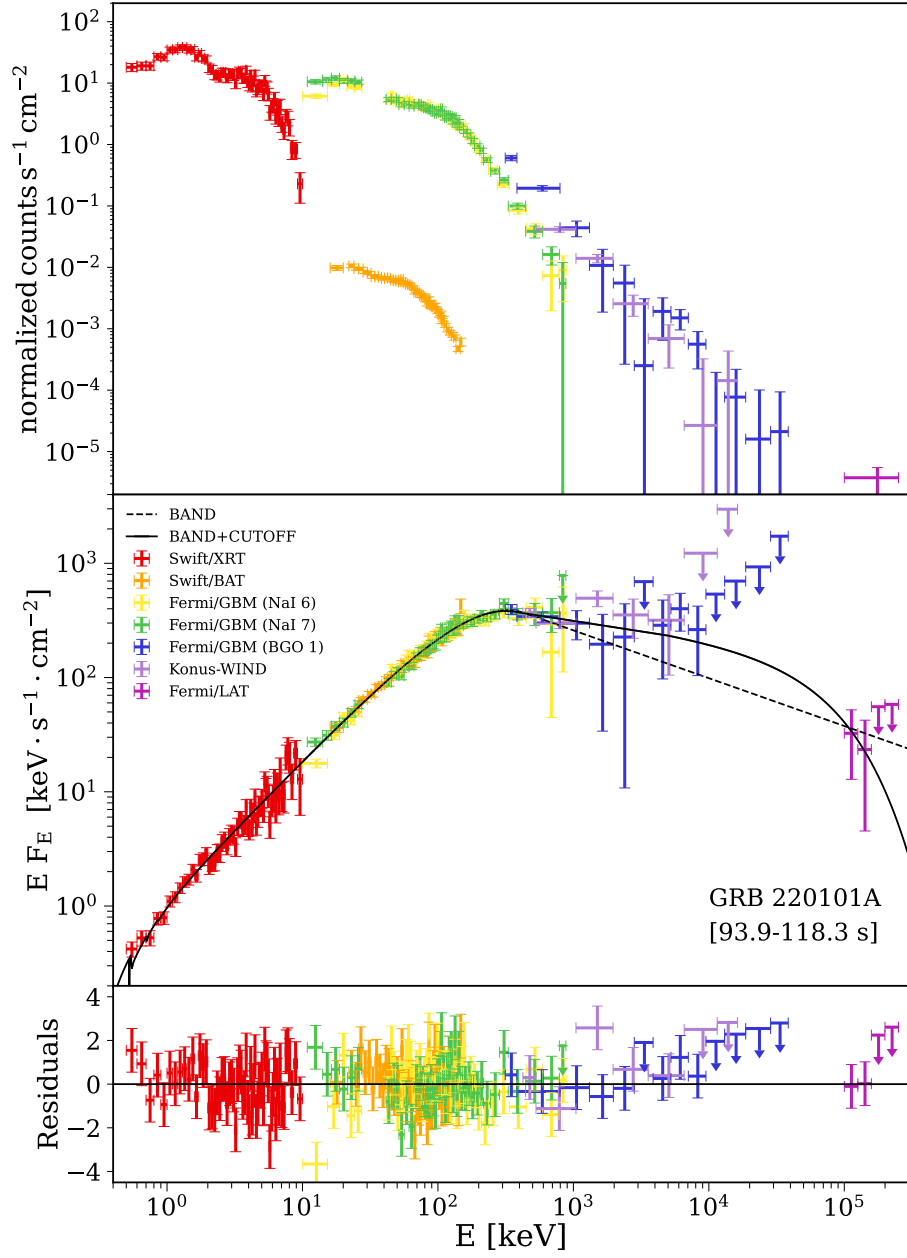 normalized counts s⁻¹ cm⁻²
10²
10¹
10⁰
10⁻¹
10⁻²
10⁻³
10⁻⁴
10⁻⁵
BAND
BAND+CUTOFF
Swift/XRT
Swift/BAT
Fermi/GBM (NaI 6)
Fermi/GBM (NaI 7)
Fermi/GBM (BGO 1)
Konus-WIND
Fermi/LAT
E F_E [keV · s⁻¹ · cm⁻²]
10³
10²
10¹
10⁰
GRB 220101A
[93.9-118.3 s]
Residuals
4
2
0
−2
−4
10⁰ 10¹ 10² 10³ 10⁴ 10⁵
E [keV]